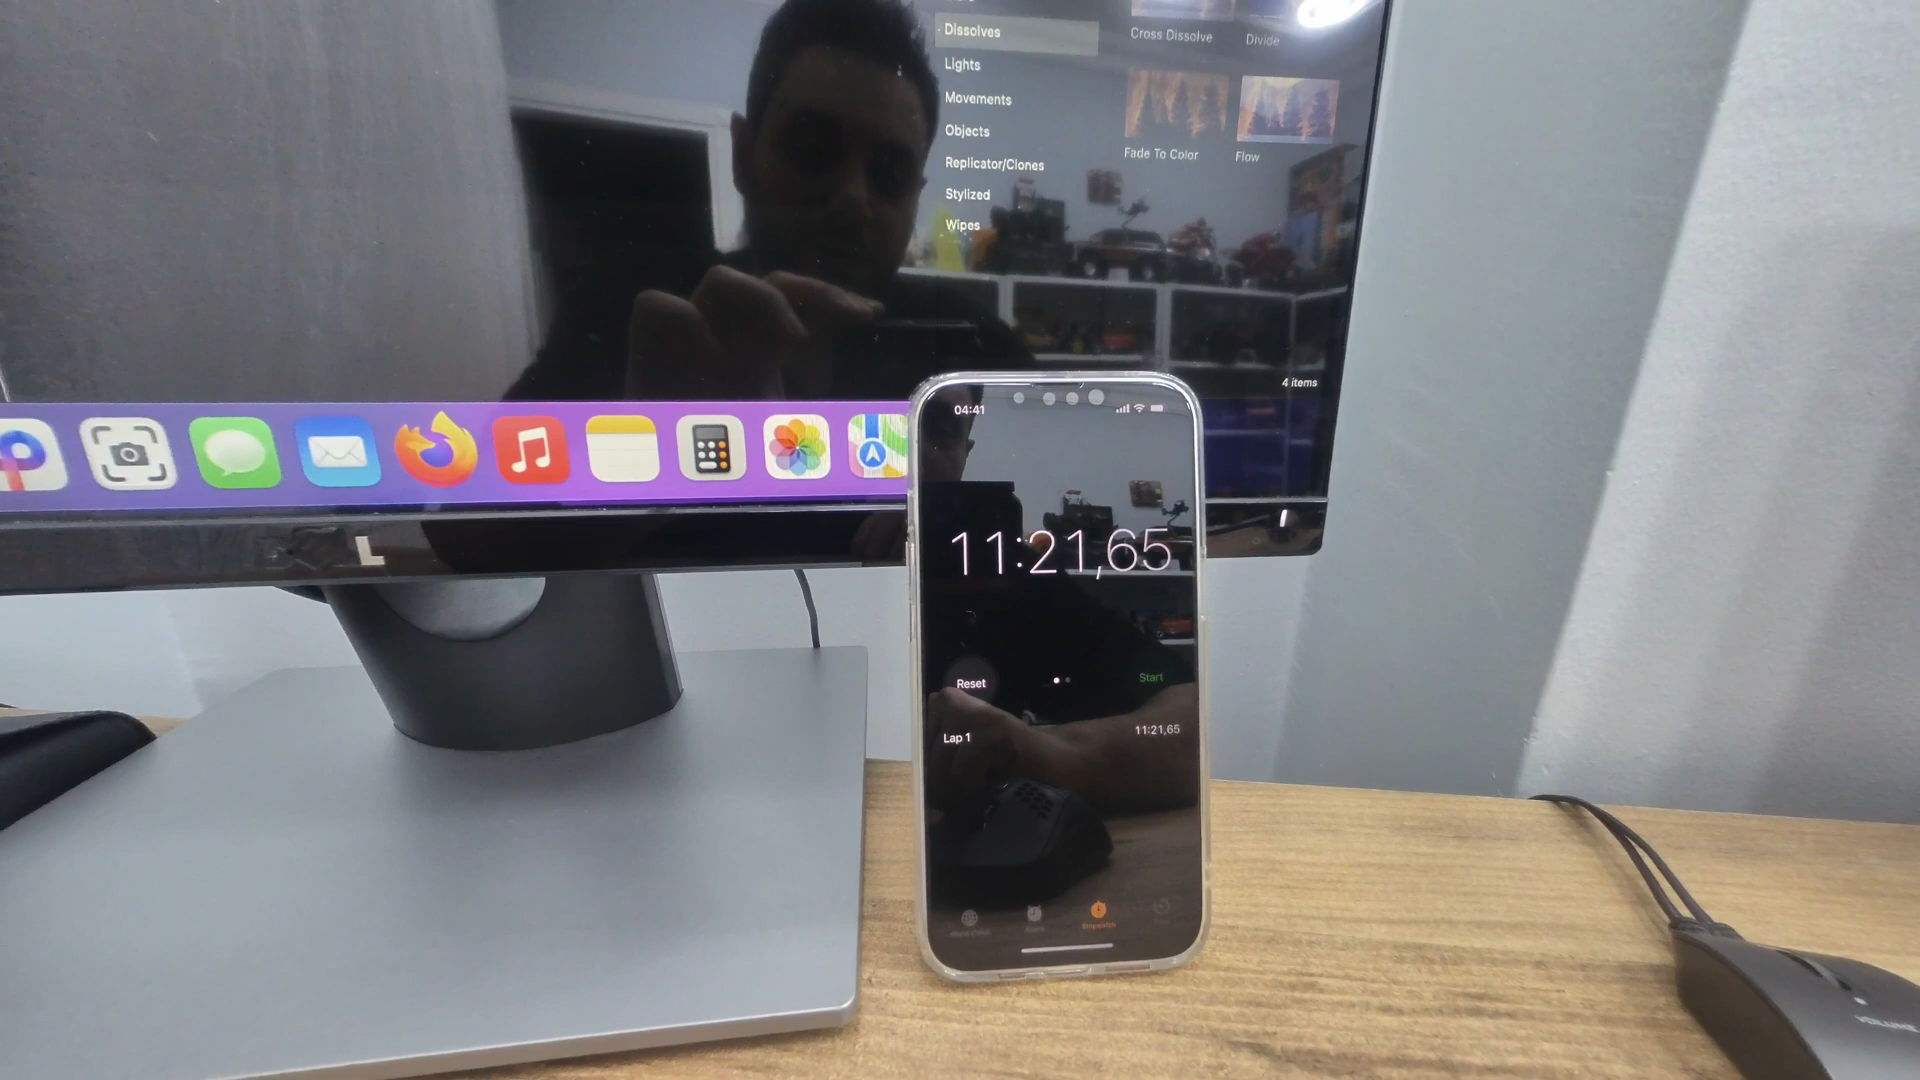 Dissolves
Lights
Movements
Objects
Replicator/Clones
Stylized
Wipes
Cross Dissolve
Divide
Fade To Color
Flow
4 items
L
04:41
11:21,65
Reset
Start
Lap 1
11:21,65
Stopwatch